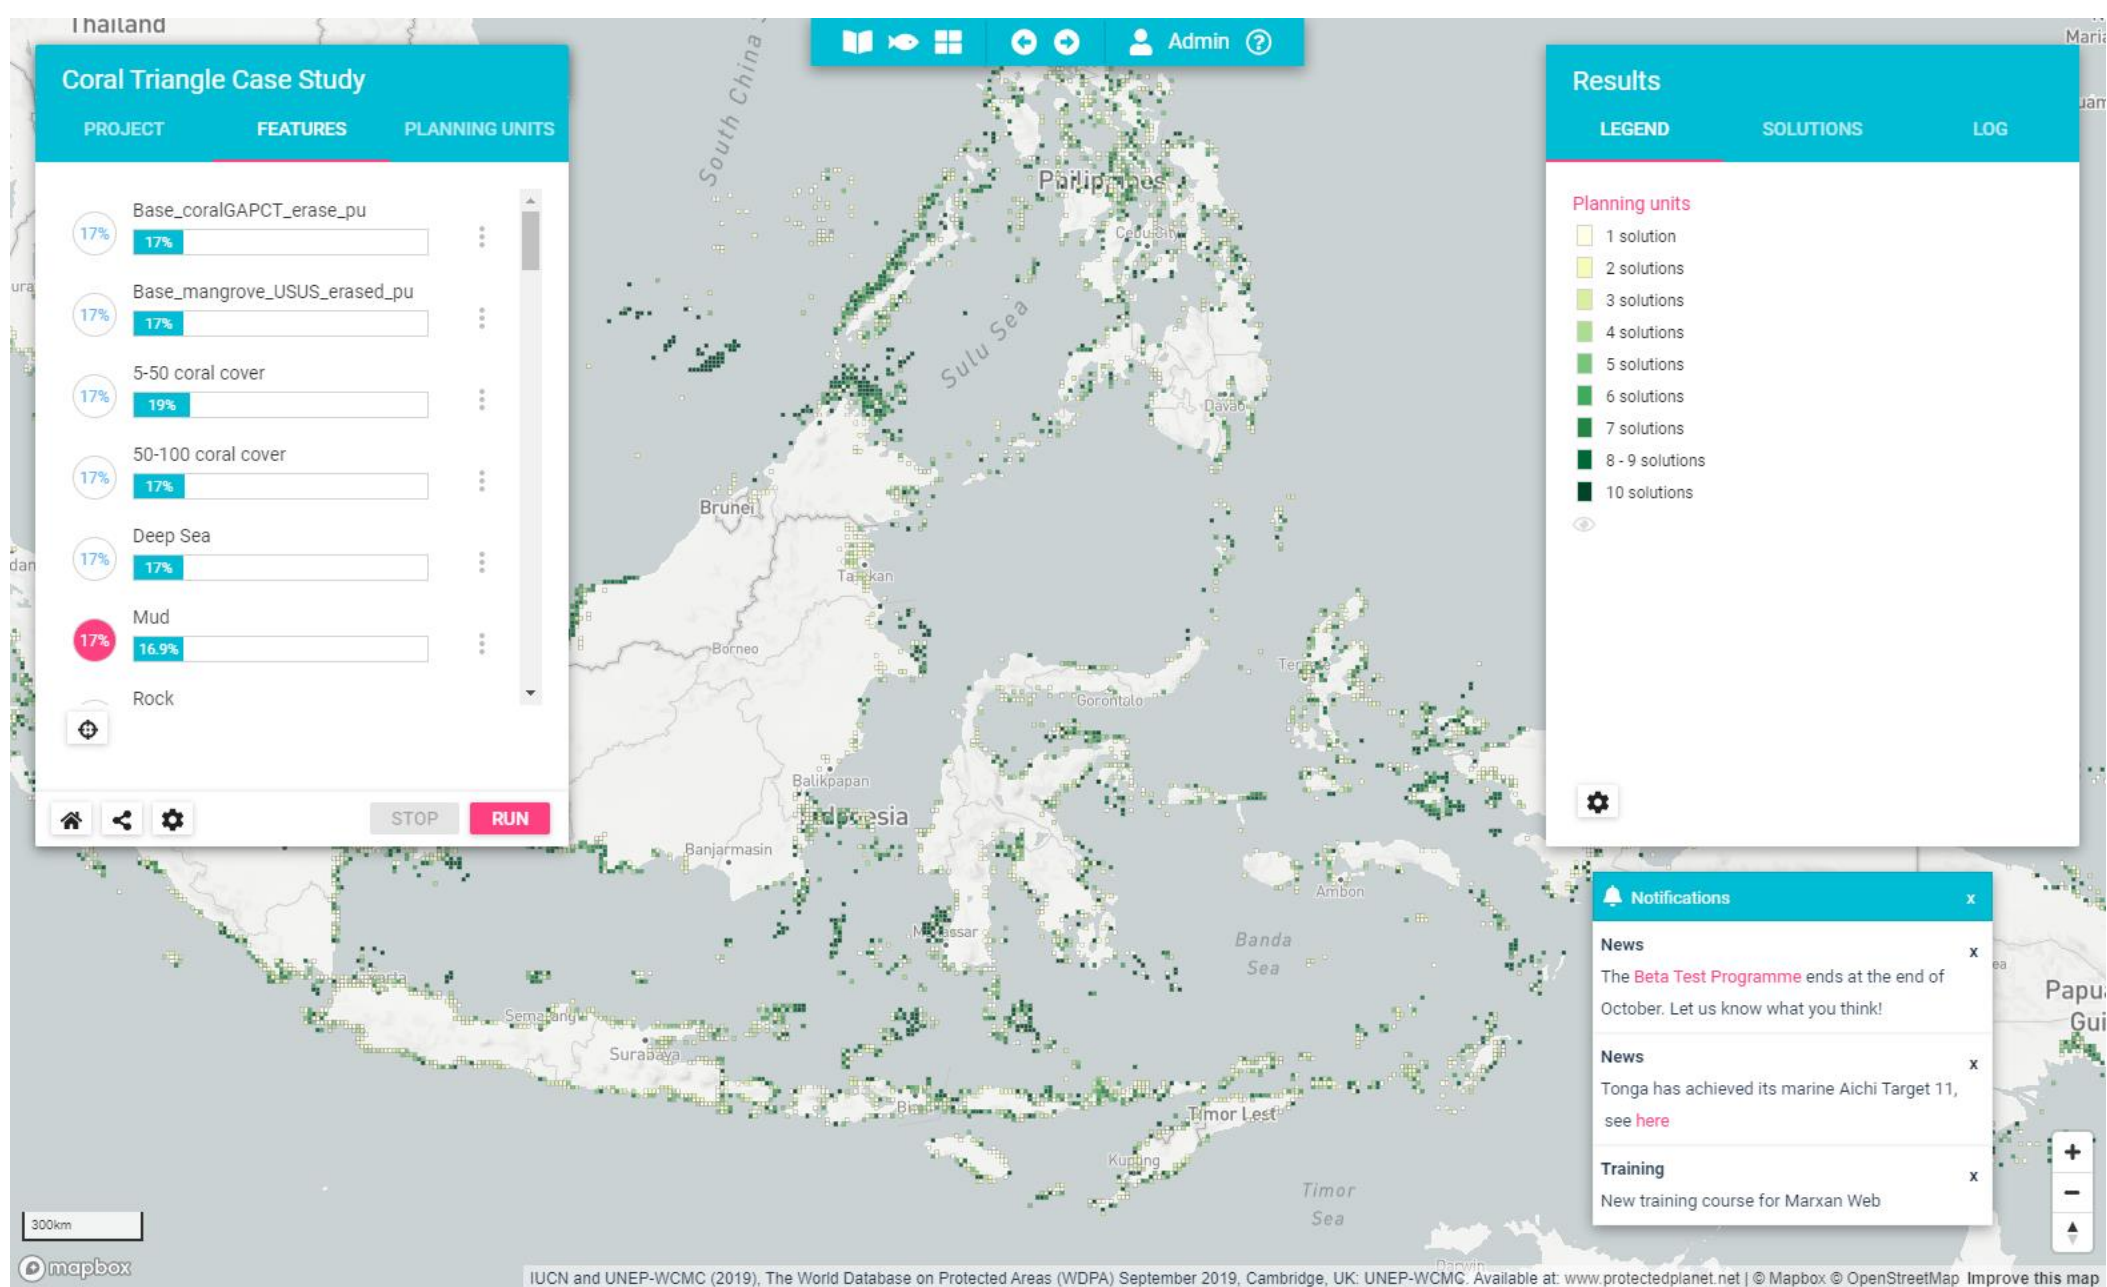 Thailand
South China
Admin
Coral Triangle Case Study
PROJECT
FEATURES
PLANNING UNITS
17%
Base_coralGAPCT_erase_pu
17%
17%
Base_mangrove_USUS_erased_pu
17%
17%
5-50 coral cover
19%
17%
50-100 coral cover
17%
17%
Deep Sea
17%
17%
Mud
16.9%
Rock
STOP
RUN
Philippines
Cebu City
Sulu Sea
Davao
Brunei
Tarakan
Borneo
Gorontalo
Balikpapan
Indonesia
Banjarmasin
Ambon
Makassar
Banda
Sea
Jakarta
Semarang
Surabaya
Timor Lest
Kupang
Timor
Sea
Darwin
Papu
Gui
Results
LEGEND
SOLUTIONS
LOG
Planning units
1 solution
2 solutions
3 solutions
4 solutions
5 solutions
6 solutions
7 solutions
8 - 9 solutions
10 solutions
Notifications
x
News
x
The Beta Test Programme ends at the end of
October. Let us know what you think!
News
x
Tonga has achieved its marine Aichi Target 11,
see here
Training
x
New training course for Marxan Web
300km
mapbox
IUCN and UNEP-WCMC (2019), The World Database on Protected Areas (WDPA) September 2019, Cambridge, UK: UNEP-WCMC. Available at: www.protectedplanet.net | © Mapbox © OpenStreetMap Improve this map